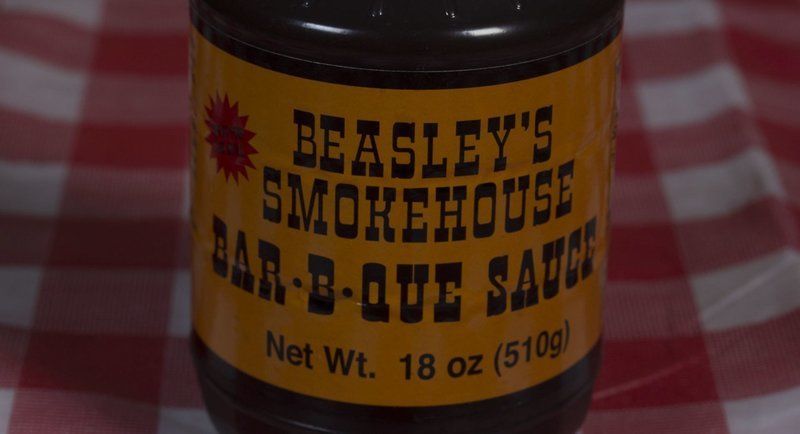 BEASLEY'S
SMOKEHOUSE
BAR·B·QUE SAUCE
Net Wt. 18 oz (510g)